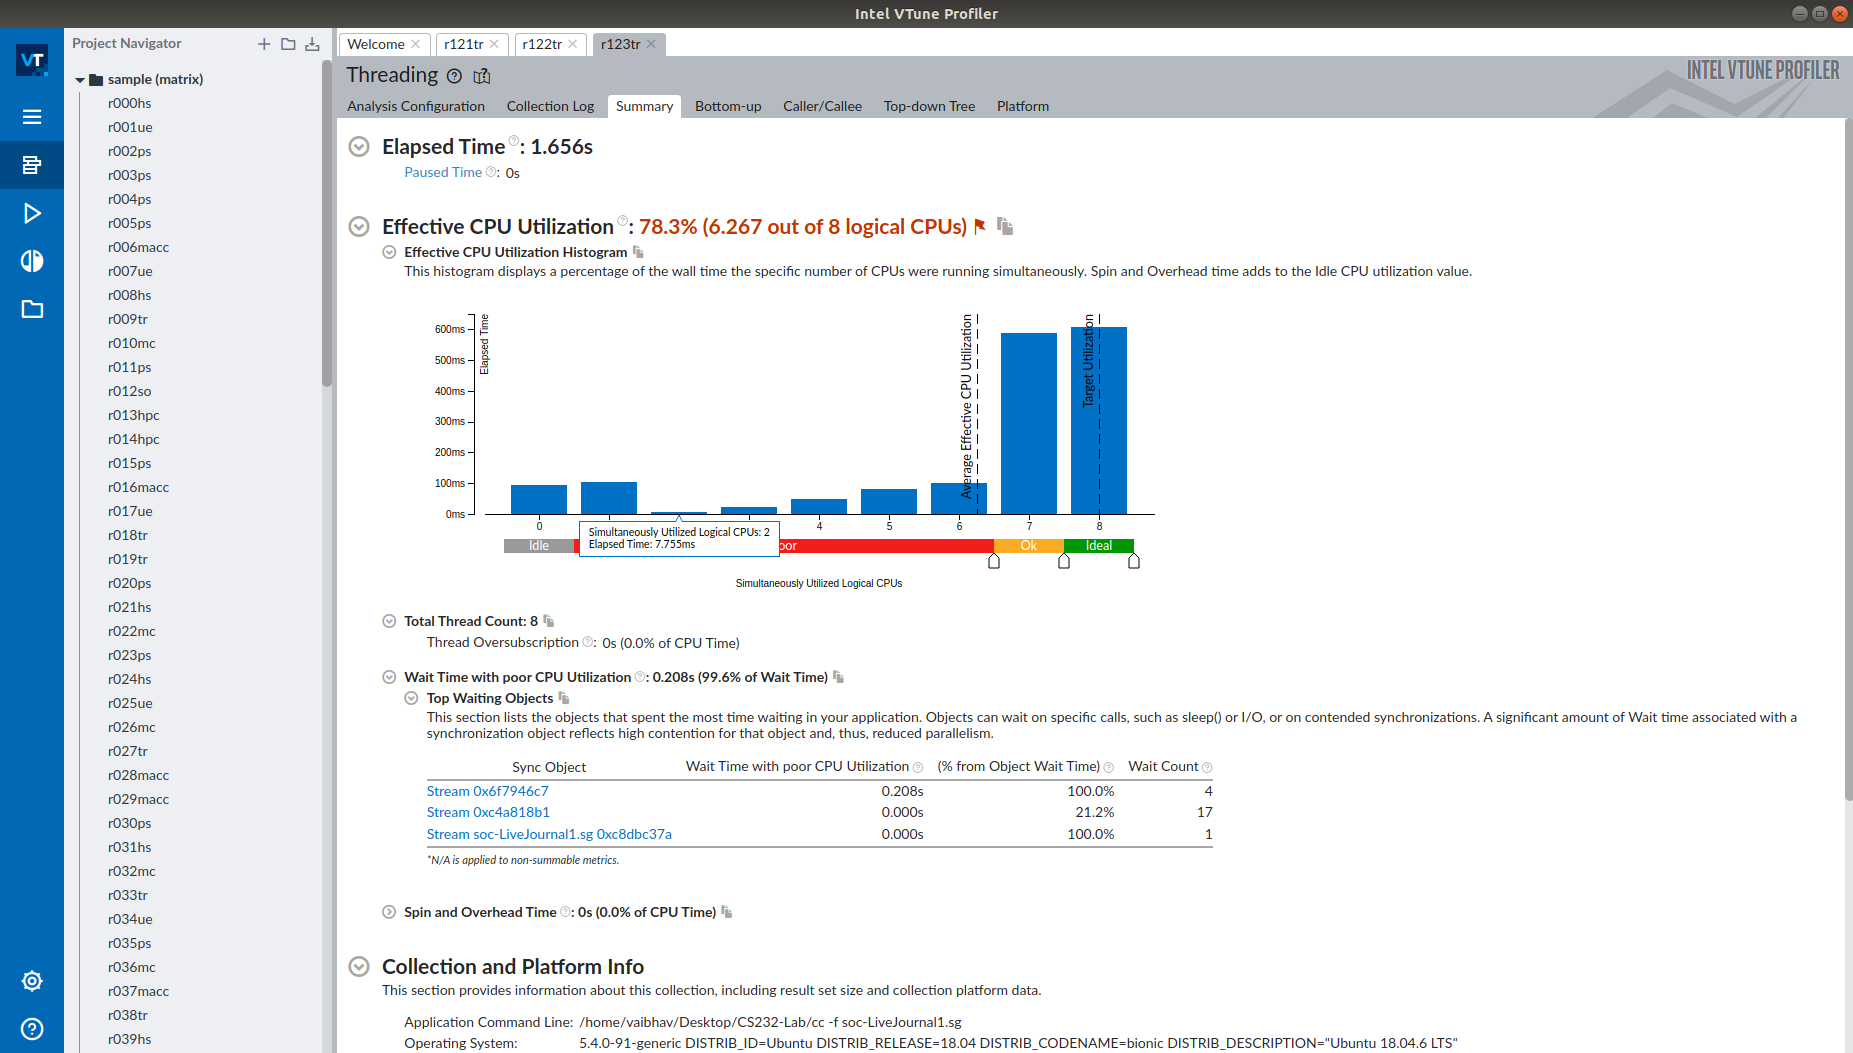 Intel VTune Profiler
VT
Project Navigator
sample (matrix)
r000hs
r001ue
r002ps
r003ps
r004ps
r005ps
r006macc
r007ue
r008hs
r009tr
r010mc
r011ps
r012so
r013hpc
r014hpc
r015ps
r016macc
r017ue
r018tr
r019tr
r020ps
r021hs
r022mc
r023ps
r024hs
r025ue
r026mc
r027tr
r028macc
r029macc
r030ps
r031hs
r032mc
r033tr
r034ue
r035ps
r036mc
r037macc
r038tr
r039hs
Welcome r121tr r122tr r123tr
Threading
INTEL VTUNE PROFILER
Analysis Configuration Collection Log Summary Bottom-up Caller/Callee Top-down Tree Platform
Elapsed Time: 1.656s
Paused Time: 0s
Effective CPU Utilization: 78.3% (6.267 out of 8 logical CPUs)
Effective CPU Utilization Histogram
This histogram displays a percentage of the wall time the specific number of CPUs were running simultaneously. Spin and Overhead time adds to the Idle CPU utilization value.
Elapsed Time
600ms
500ms
400ms
300ms
200ms
100ms
0ms
Average Effective CPU Utilization
Target Utilization
0 4 5 6 7 8
Simultaneously Utilized Logical CPUs: 2
Elapsed Time: 7.755ms
Idle oor Ok Ideal
Simultaneously Utilized Logical CPUs
Total Thread Count: 8
Thread Oversubscription: 0s (0.0% of CPU Time)
Wait Time with poor CPU Utilization: 0.208s (99.6% of Wait Time)
Top Waiting Objects
This section lists the objects that spent the most time waiting in your application. Objects can wait on specific calls, such as sleep() or I/O, or on contended synchronizations. A significant amount of Wait time associated with a
synchronization object reflects high contention for that object and, thus, reduced parallelism.
Sync Object Wait Time with poor CPU Utilization (% from Object Wait Time) Wait Count
Stream 0x6f7946c7 0.208s 100.0% 4
Stream 0xc4a818b1 0.000s 21.2% 17
Stream soc-LiveJournal1.sg 0xc8dbc37a 0.000s 100.0% 1
*N/A is applied to non-summable metrics.
Spin and Overhead Time: 0s (0.0% of CPU Time)
Collection and Platform Info
This section provides information about this collection, including result set size and collection platform data.
Application Command Line: /home/vaibhav/Desktop/CS232-Lab/cc -f soc-LiveJournal1.sg
Operating System: 5.4.0-91-generic DISTRIB_ID=Ubuntu DISTRIB_RELEASE=18.04 DISTRIB_CODENAME=bionic DISTRIB_DESCRIPTION="Ubuntu 18.04.6 LTS"